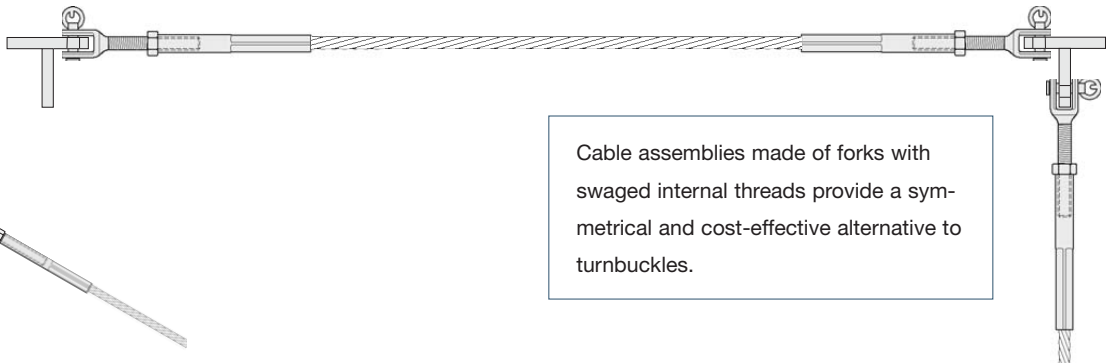 Cable assemblies made of forks with
swaged internal threads provide a sym-
metrical and cost-effective alternative to
turnbuckles.